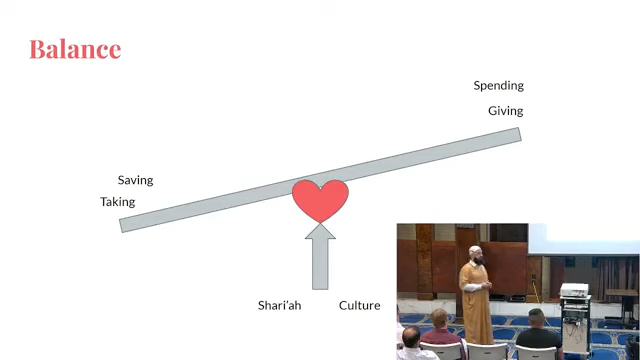 Balance
Spending
Giving
Saving
Taking
Shari'ah
Culture